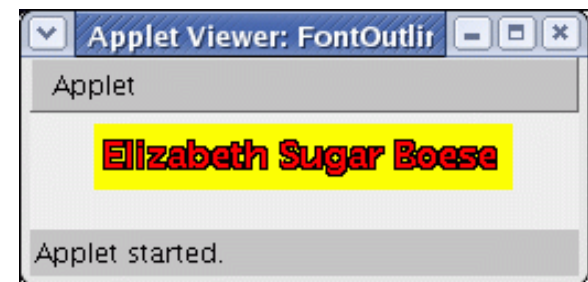 Applet Viewer: FontOutlin
Applet
Elizabeth Sugar Boese
Applet started.